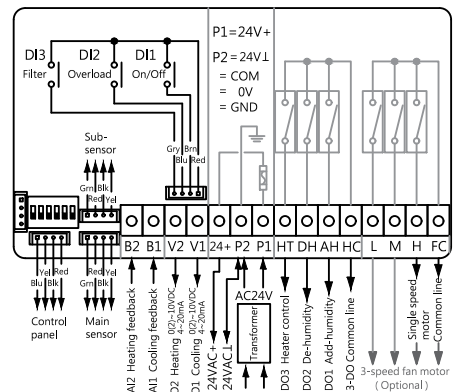 DI3 DI2 DI1
Filter Overload On/Off
P1=24V+
P2=24V⊥
= COM
= 0V
= GND
Gry Brn
Blu Red
Sub-
sensor
Grn Blk
Red Yel
B2 B1 V2 V1 24+ P2 P1 HT DH AH HC L M H FC
Yel Red
Blu Blk
Red Yel
Grn Blk
Control
panel
Main
sensor
AI2 Heating feedback
AI1 Cooling feedback
Heating 0(2)~10VDC
4~20mA
Cooling 0(2)~10VDC
4~20mA
24VAC+
24VAC⊥
AC24V
Transformer
DO3 Heater control
DO2 De-humidity
DO1 Add-humidity
3-DO Common line
Single speed
motor
Common line
3-speed fan motor
(Optional)